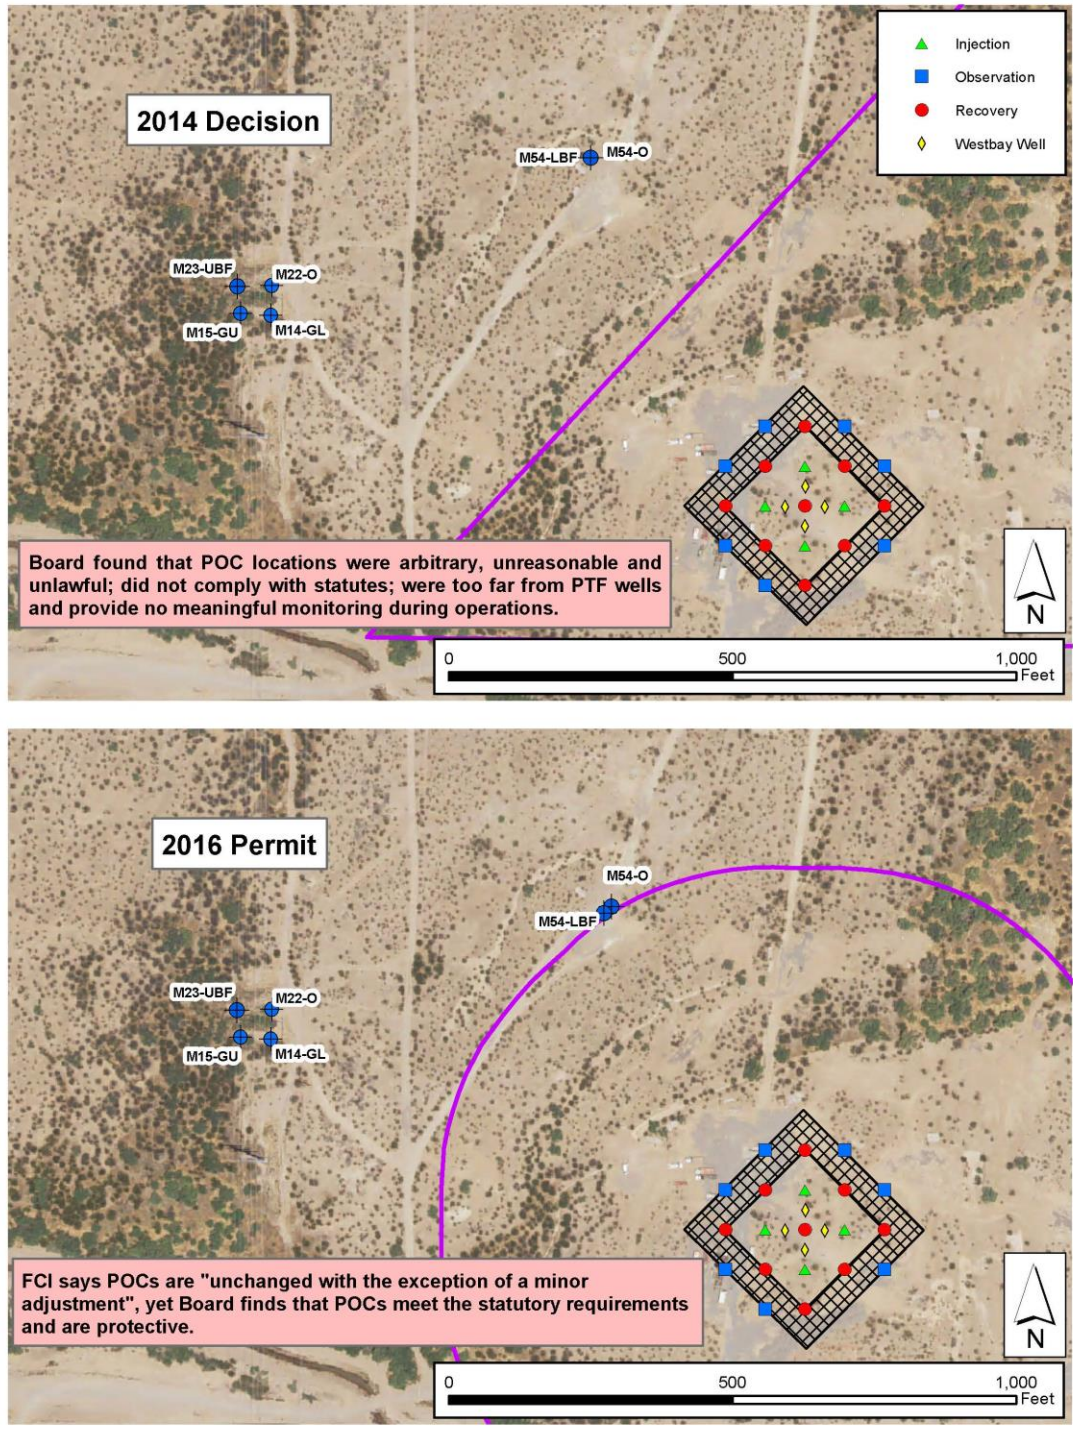 2014 Decision
Injection
Observation
Recovery
Westbay Well
M54-LBF
M54-O
M23-UBF
M22-O
M15-GU
M14-GL
Board found that POC locations were arbitrary, unreasonable and
unlawful; did not comply with statutes; were too far from PTF wells
and provide no meaningful monitoring during operations.
N
0 500 1,000
Feet
2016 Permit
M54-O
M54-LBF
M23-UBF
M22-O
M15-GU
M14-GL
FCI says POCs are "unchanged with the exception of a minor
adjustment", yet Board finds that POCs meet the statutory requirements
and are protective.
N
0 500 1,000
Feet